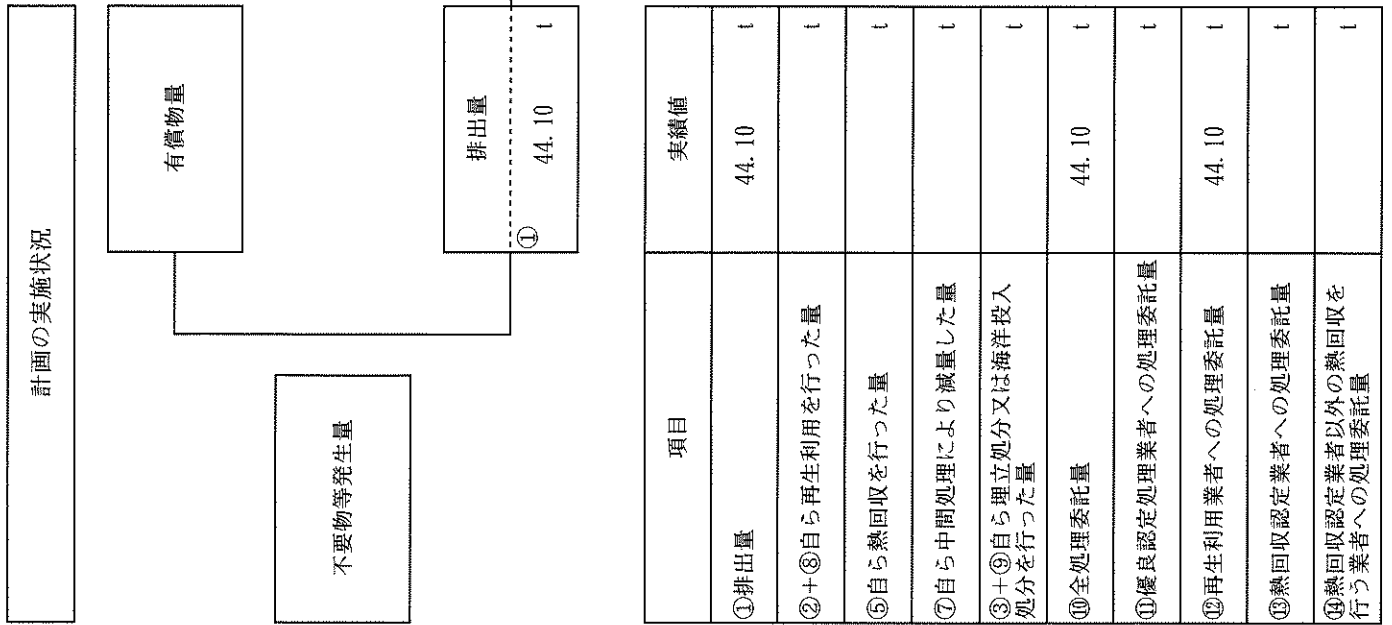 計画の実施状況
有償物量
不要物等発生量
排出量
①
44.10 t
項目 実績値
①排出量 44.10 t
②+⑧自ら再生利用を行った量 t
⑤自ら熱回収を行った量 t
⑦自ら中間処理により減量した量 t
③+⑨自ら埋立処分又は海洋投入
処分を行った量 t
⑩全処理委託量 44.10 t
⑪優良認定処理業者への処理委託量 t
⑫再生利用業者への処理委託量 44.10 t
⑬熱回収認定業者への処理委託量 t
⑭熱回収認定業者以外の熱回収を
行う業者への処理委託量 t